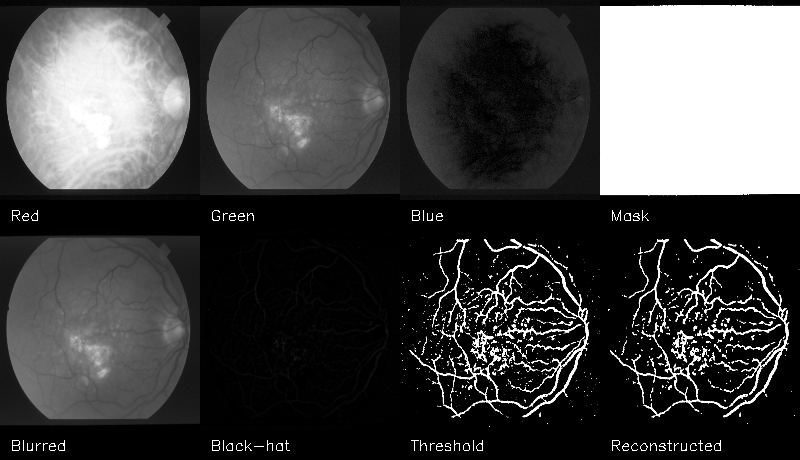 Red
Green
Blue
Mask
Blurred
Black-hat
Threshold
Reconstructed